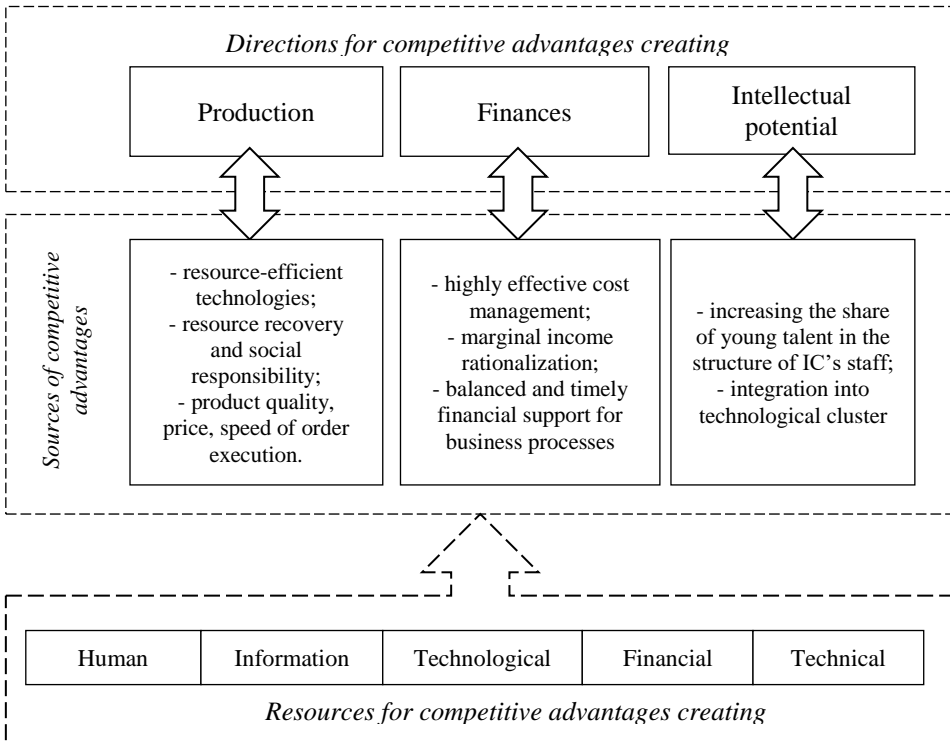 Directions for competitive advantages creating
Production
Finances
Intellectual
potential
Sources of competitive
advantages
- resource-efficient
technologies;
- resource recovery
and social
responsibility;
- product quality,
price, speed of order
execution.
- highly effective cost
management;
- marginal income
rationalization;
- balanced and timely
financial support for
business processes
- increasing the share
of young talent in the
structure of IC’s staff;
- integration into
technological cluster
Human
Information
Technological
Financial
Technical
Resources for competitive advantages creating